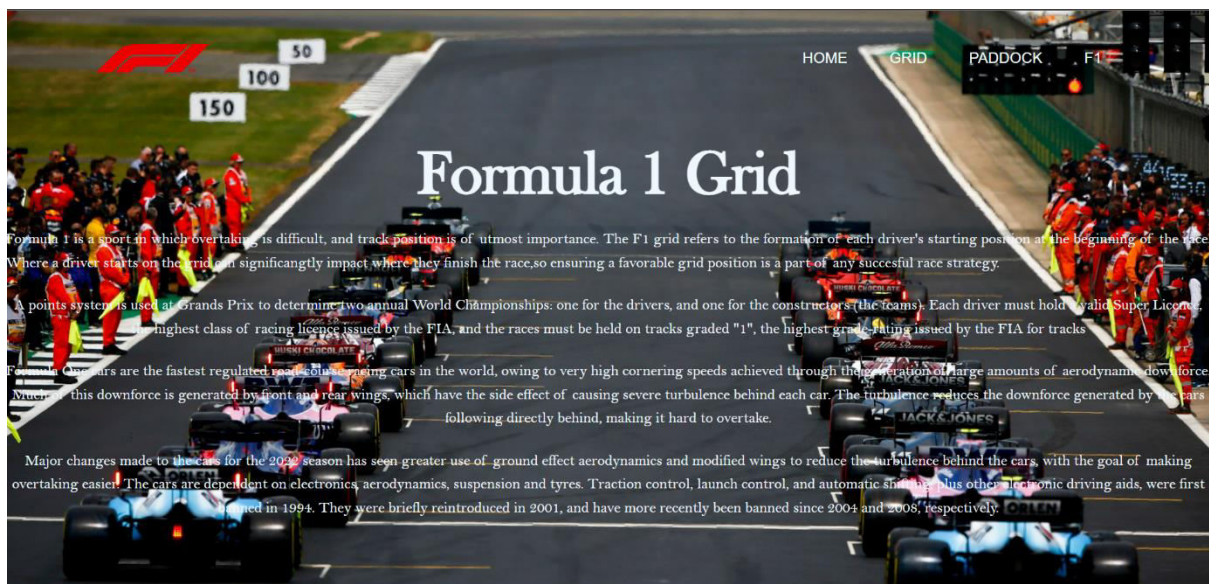 50
100
150
F1
HOME GRID PADDOCK F1
Formula 1 Grid
Formula 1 is a sport in which overtaking is difficult, and track position is of utmost importance. The F1 grid refers to the formation of each driver's starting position at the beginning of the race
Where a driver starts on the grid can significangtly impact where they finish the race,so ensuring a favorable grid position is a part of any succesful race strategy.
A points system is used at Grands Prix to determine two annual World Championships: one for the drivers, and one for the constructors (the teams). Each driver must hold a valid Super Licence,
the highest class of racing licence issued by the FIA, and the races must be held on tracks graded "1", the highest grade-rating issued by the FIA for tracks
Formula One cars are the fastest regulated road-course racing cars in the world, owing to very high cornering speeds achieved through the generation of large amounts of aerodynamic downforce
Much of this downforce is generated by front and rear wings, which have the side effect of causing severe turbulence behind each car. The turbulence reduces the downforce generated by the cars
following directly behind, making it hard to overtake.
Major changes made to the cars for the 2022 season has seen greater use of ground effect aerodynamics and modified wings to reduce the turbulence behind the cars, with the goal of making
overtaking easier. The cars are dependent on electronics, aerodynamics, suspension and tyres. Traction control, launch control, and automatic shifting, plus other electronic driving aids, were first
banned in 1994. They were briefly reintroduced in 2001, and have more recently been banned since 2004 and 2008, respectively.
Alfa Romeo
HUSKI CHOCOLATE
Alfa Romeo
JACK&JONES
JACK&JONES
ORLEN
ORLEN